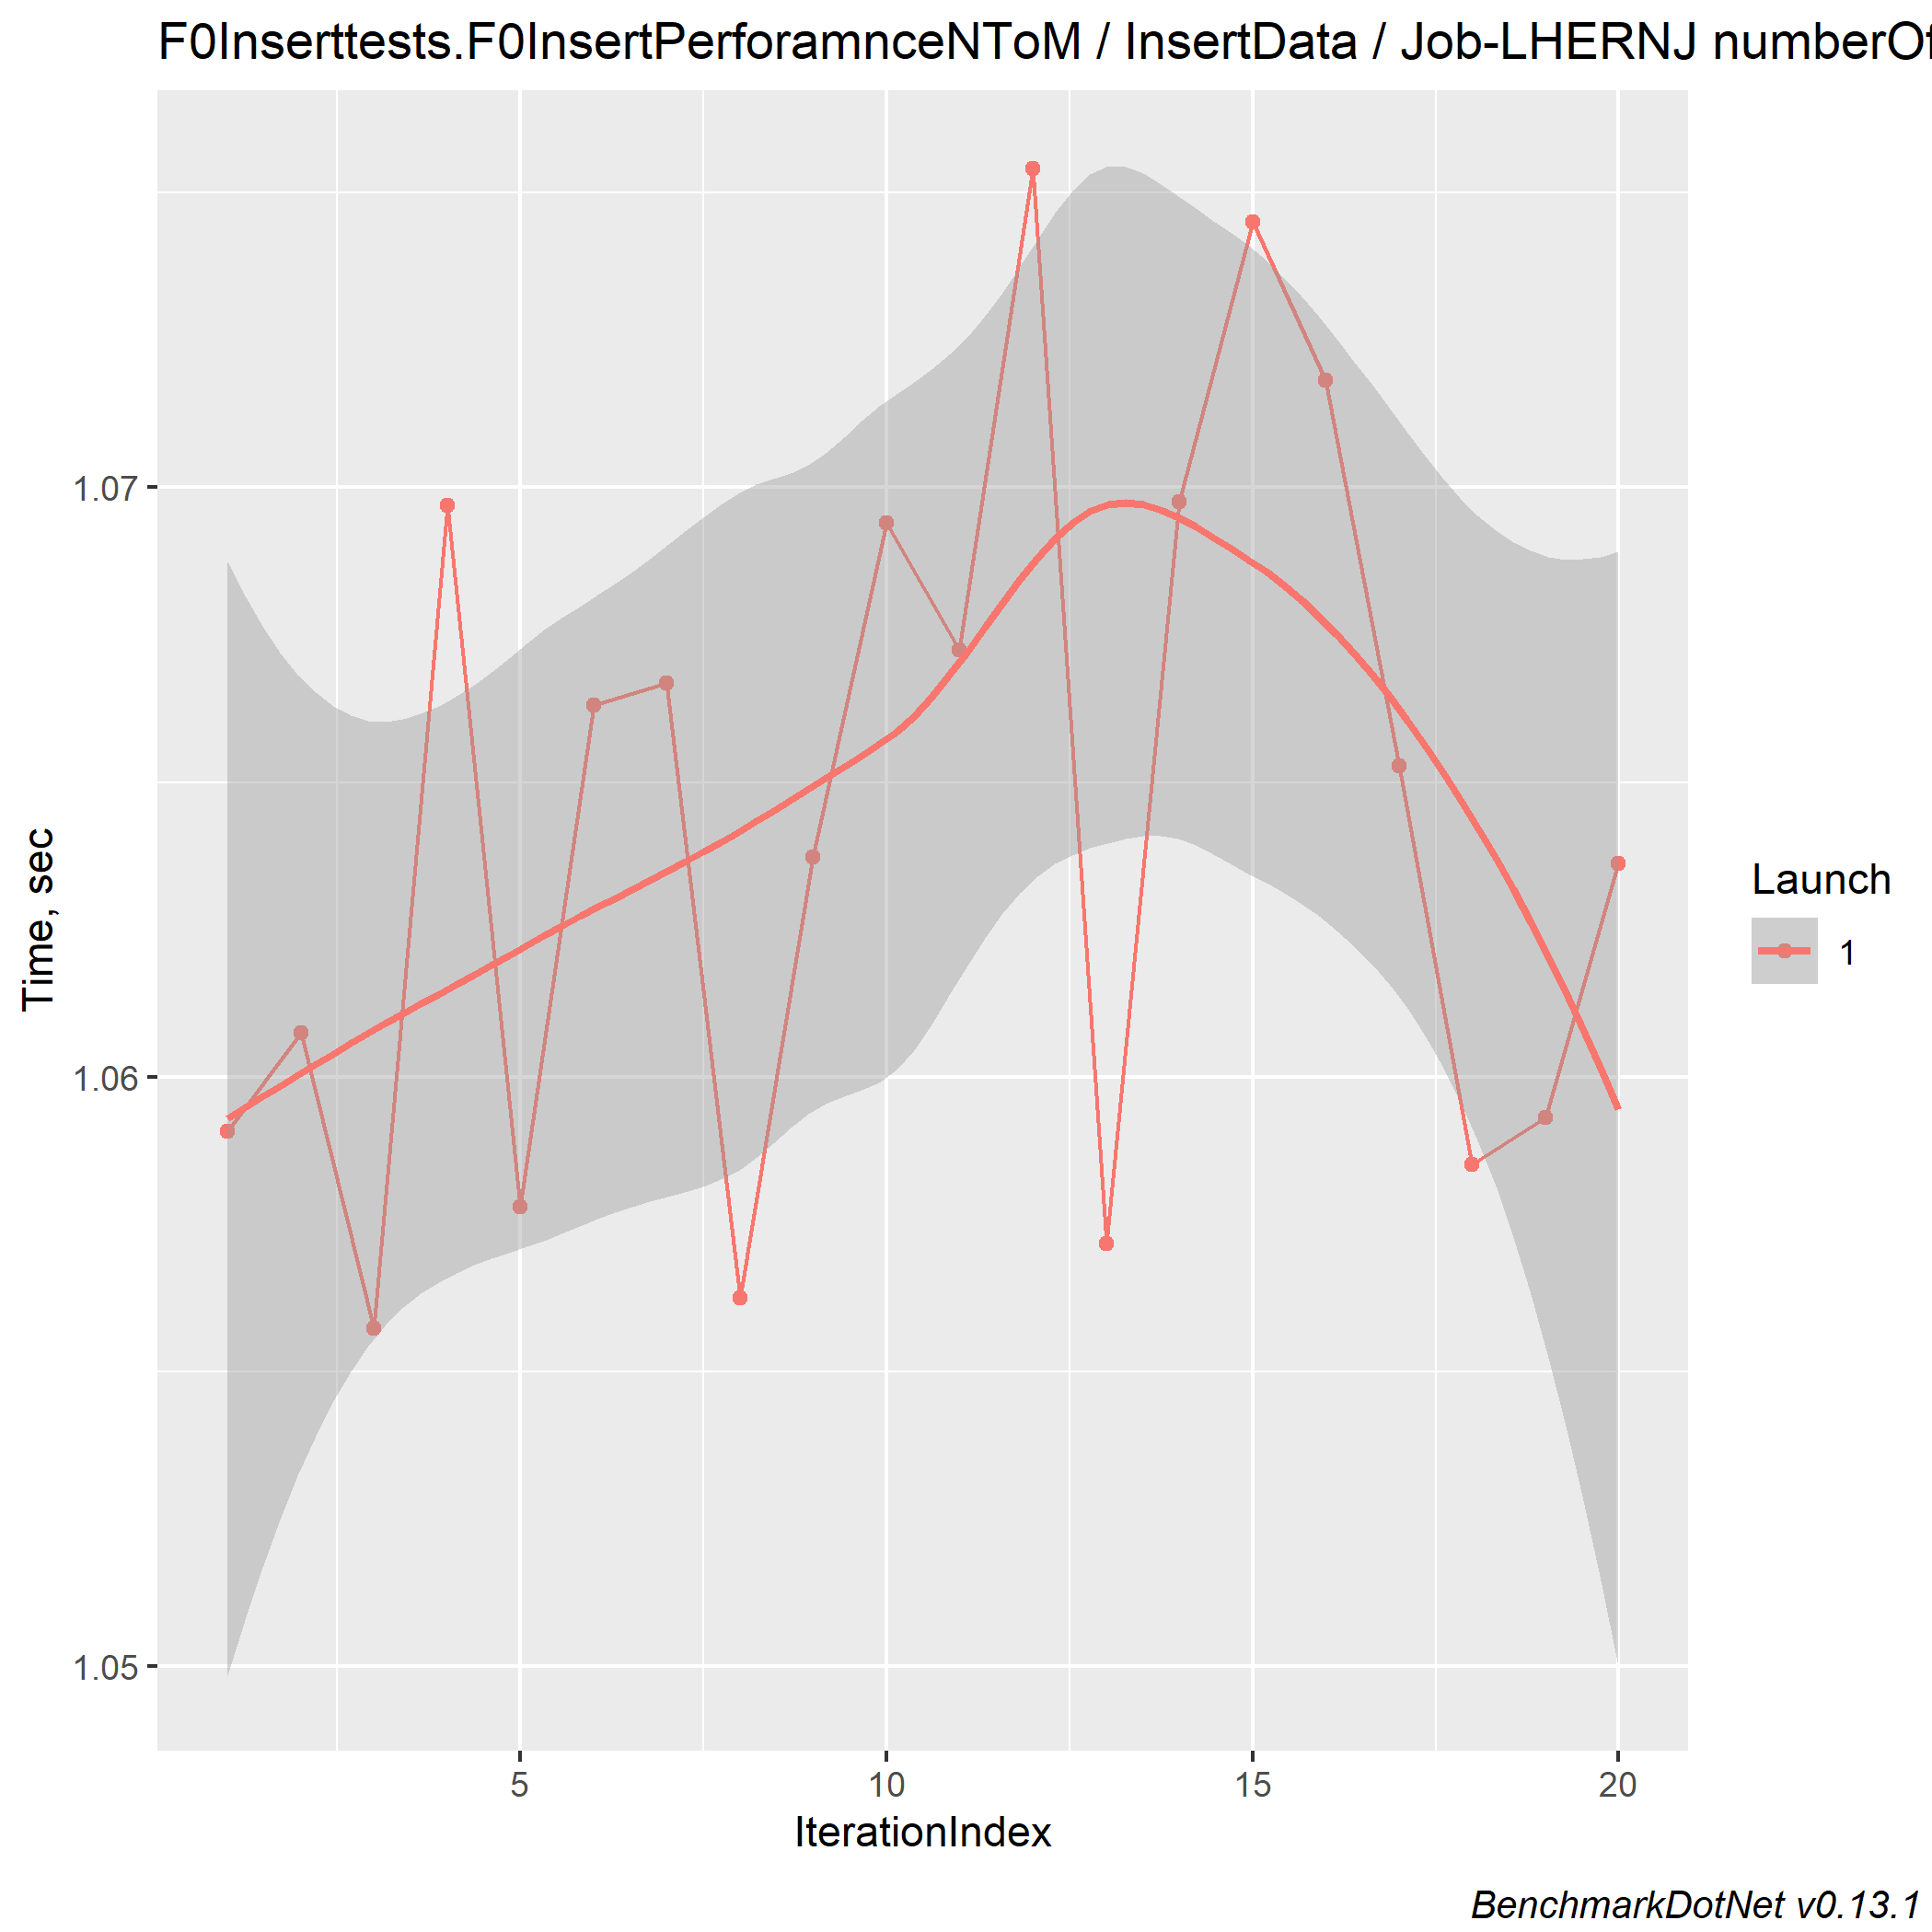 F0Inserttests.F0InsertPerforamnceNToM / InsertData / Job-LHERNJ numberOf
1.07
1.06
1.05
Time, sec
5 10 15 20
IterationIndex
Launch
1
BenchmarkDotNet v0.13.1